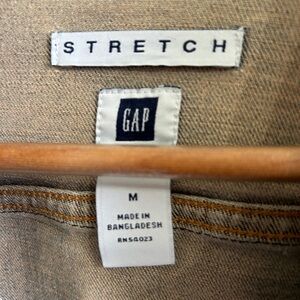 STRETCH
GAP
M
MADE IN
BANGLADESH
RN54023